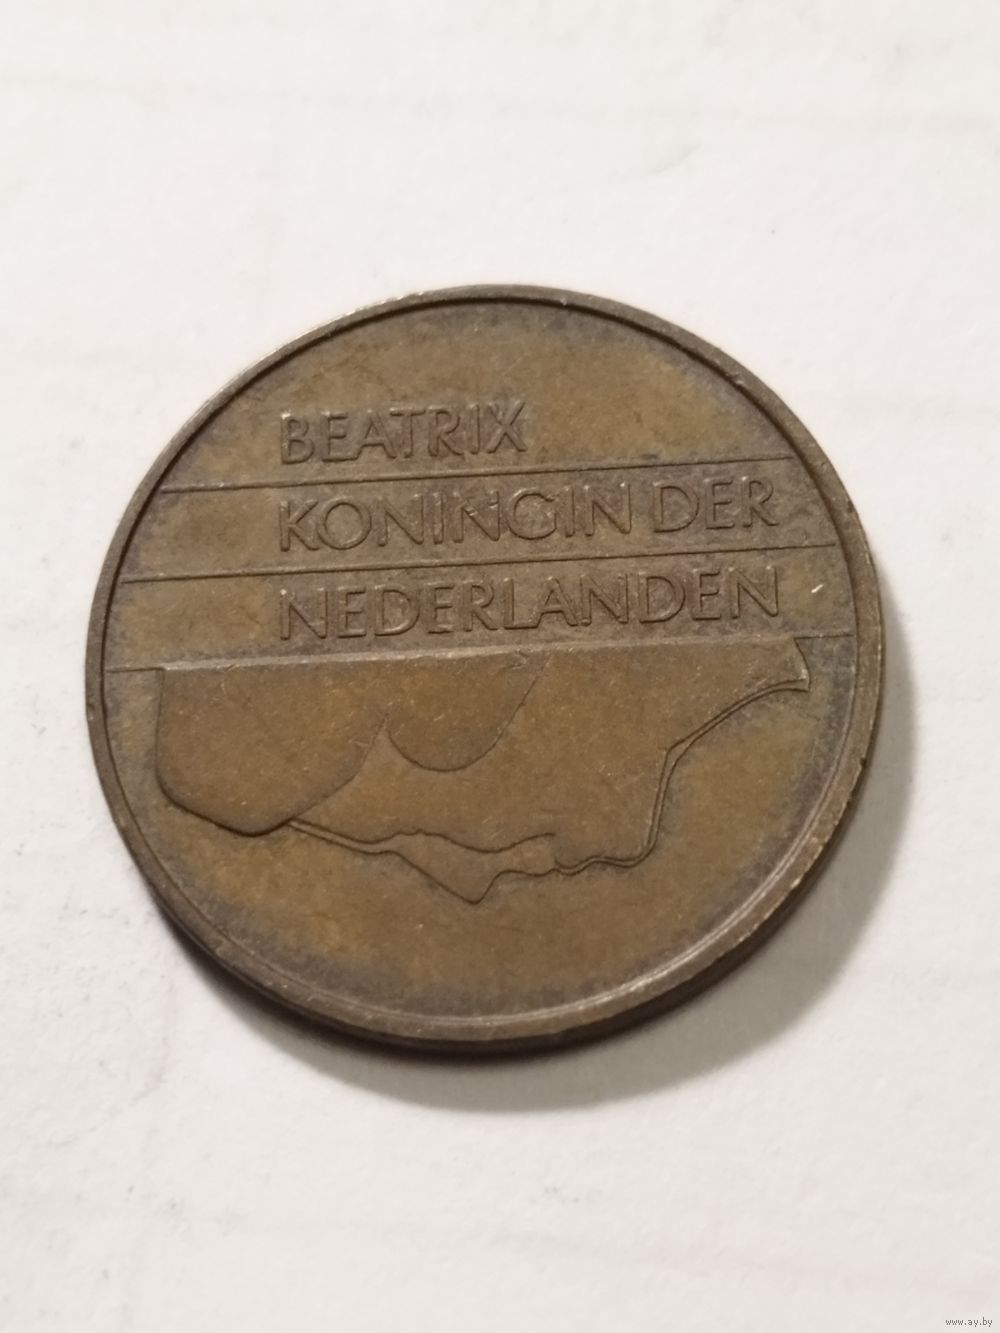 BEATRIX
KONINGIN DER
NEDERLANDEN
www.ay.by